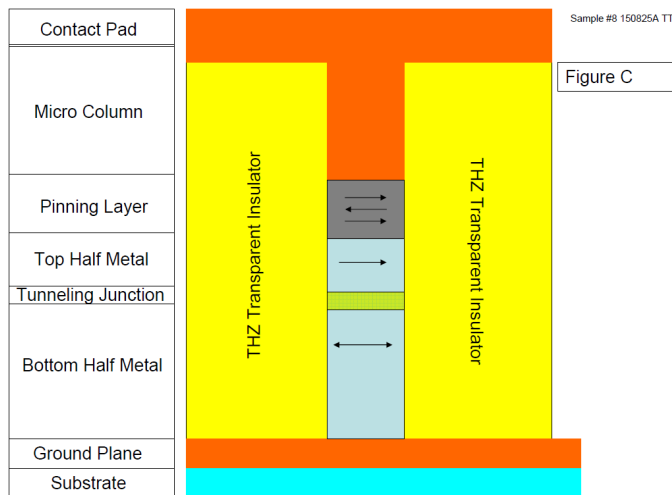 Contact Pad
Sample #8 150825A TT
Figure C
Micro Column
THZ Transparent Insulator
THZ Transparent Insulator
Pinning Layer
Top Half Metal
Tunneling Junction
Bottom Half Metal
Ground Plane
Substrate